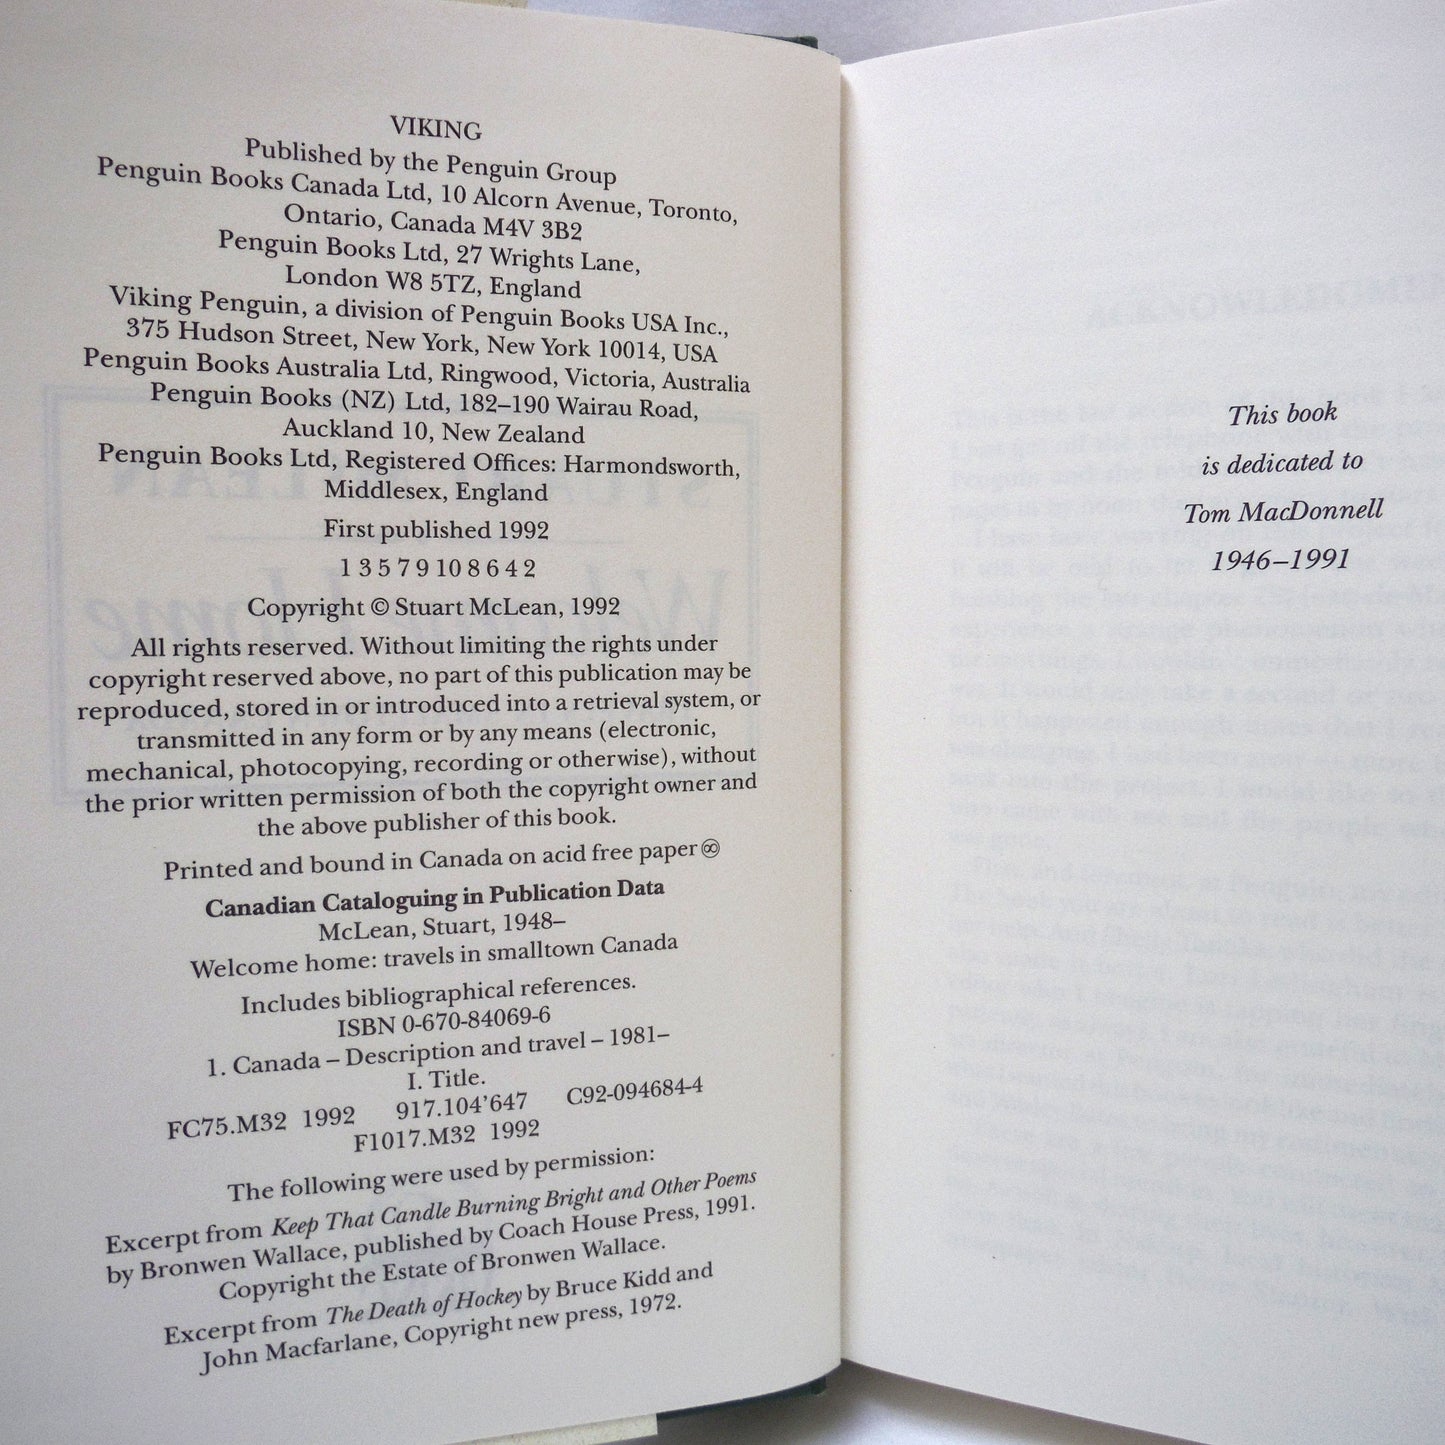 VIKING
Published by the Penguin Group
Penguin Books Canada Ltd, 10 Alcorn Avenue, Toronto,
Ontario, Canada M4V 3B2
Penguin Books Ltd, 27 Wrights Lane,
London W8 5TZ, England
Viking Penguin, a division of Penguin Books USA Inc.,
375 Hudson Street, New York, New York 10014, USA
Penguin Books Australia Ltd, Ringwood, Victoria, Australia
Penguin Books (NZ) Ltd, 182–190 Wairau Road,
Auckland 10, New Zealand
Penguin Books Ltd, Registered Offices: Harmondsworth,
Middlesex, England
First published 1992
1 3 5 7 9 10 8 6 4 2
Copyright © Stuart McLean, 1992
All rights reserved. Without limiting the rights under
copyright reserved above, no part of this publication may be
reproduced, stored in or introduced into a retrieval system, or
transmitted in any form or by any means (electronic,
mechanical, photocopying, recording or otherwise), without
the prior written permission of both the copyright owner and
the above publisher of this book.
Printed and bound in Canada on acid free paper ♾
Canadian Cataloguing in Publication Data
McLean, Stuart, 1948–
Welcome home: travels in smalltown Canada
Includes bibliographical references.
ISBN 0-670-84069-6
1. Canada – Description and travel – 1981–
I. Title.
FC75.M32 1992 917.104'647 C92-094684-4
F1017.M32 1992
The following were used by permission:
Excerpt from Keep That Candle Burning Bright and Other Poems
by Bronwen Wallace, published by Coach House Press, 1991.
Copyright the Estate of Bronwen Wallace.
Excerpt from The Death of Hockey by Bruce Kidd and
John Macfarlane, Copyright new press, 1972.
This book
is dedicated to
Tom MacDonnell
1946–1991